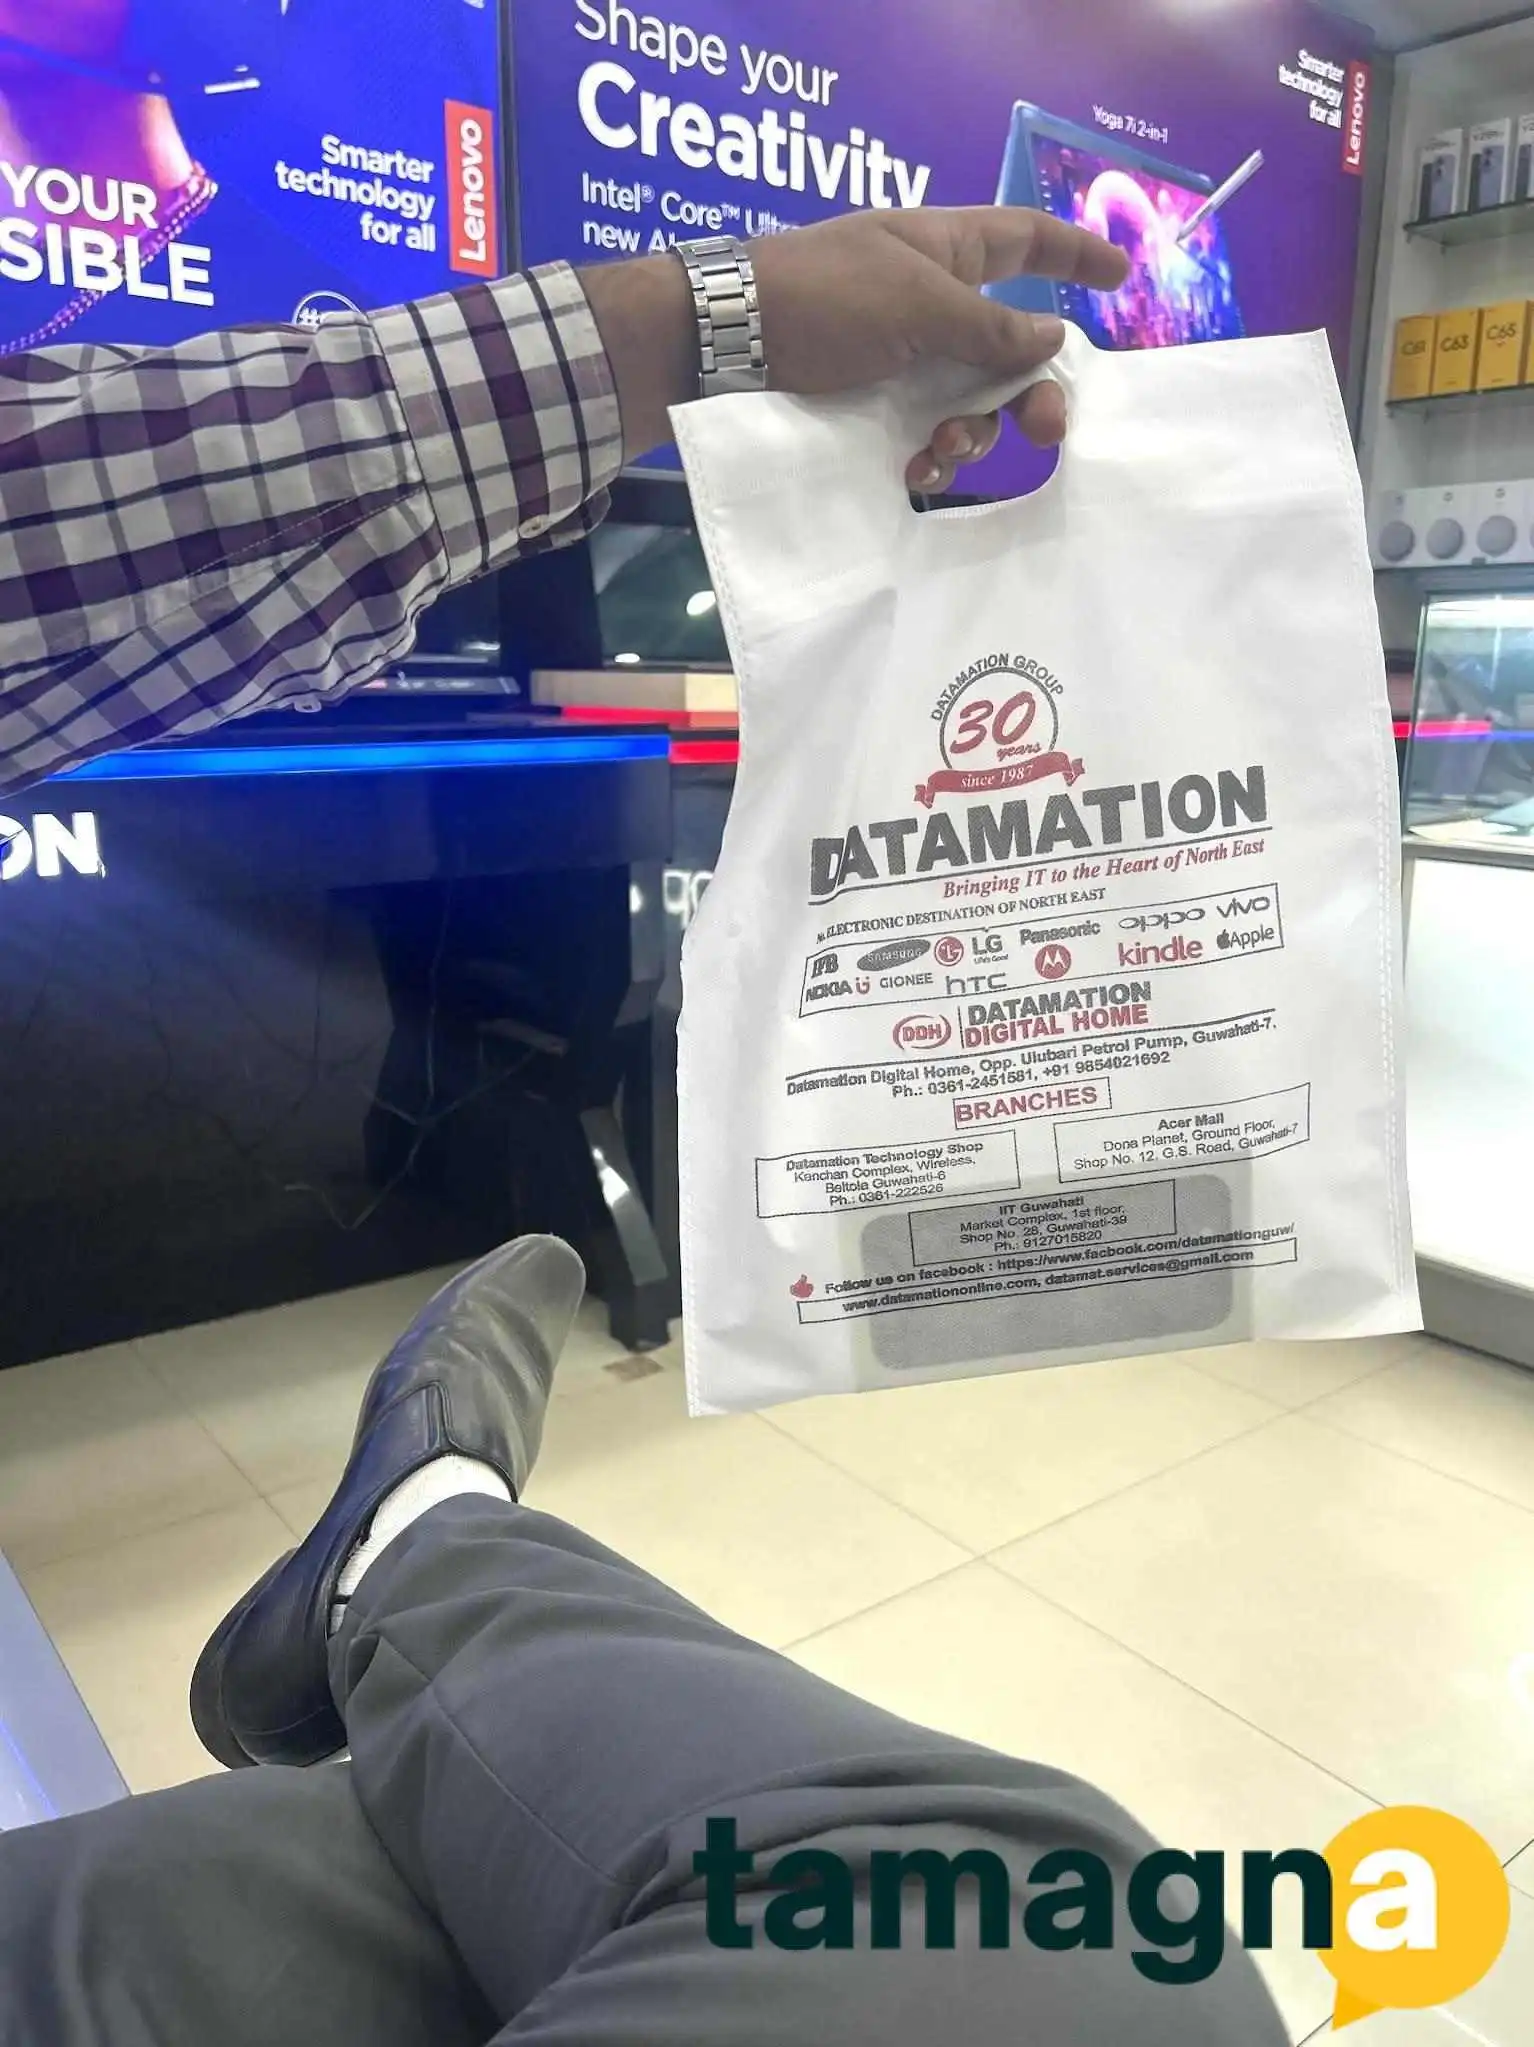 Shape your
Creativity
Intel® Core™
new
Yoga 7i 2-in-1
Smarter
technology
for all
Lenovo
YOUR
SIBLE
Smarter
technology
for all
Lenovo
C61 C63 C65
ON
DATAMATION GROUP
30
years
since 1987
DATAMATION
Bringing IT to the Heart of North East
ELECTRONIC DESTINATION OF NORTH EAST
IFB SAMSUNG LG Life's Good Panasonic oppo vivo
NOKIA GIONEE hTC kindle Apple
DDH DATAMATION
DIGITAL HOME
Datamation Digital Home, Opp. Ulubari Petrol Pump, Guwahati-7,
Ph.: 0361-2451581, +91 9854021692
BRANCHES
Datamation Technology Shop
Kanchan Complex, Wireless,
Beltola Guwahati-6
Ph.: 0361-222526
Acer Mall
Dona Planet, Ground Floor,
Shop No. 12, G.S. Road, Guwahati-7
IIT Guwahati
Market Complex, 1st floor,
Shop No. 28, Guwahati-39
Ph.: 9127015820
Follow us on facebook : https://www.facbook.com/datamationguw/
www.datamationonline.com, datamat.services@gmail.com
tamagna